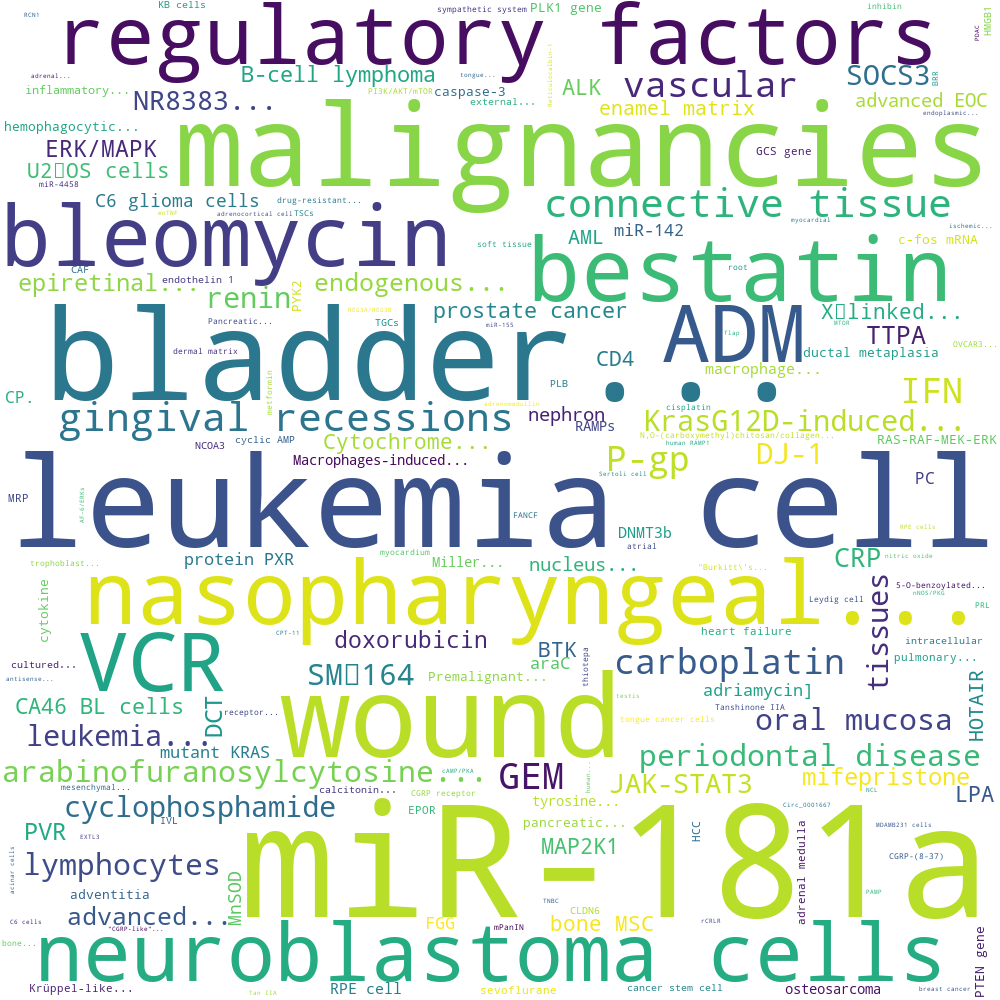 KB cells
sympathetic system
PLK1 gene
inhibin
RCN1
regulatory factors
HMGB1
PDAC
adrenal...
B-cell lymphoma
tongue...
ALK
vascular
SOCS3
BRR
inflammatory...
NR8383...
PI3K/AKT/mTOR
caspase-3
external...
enamel matrix
advanced EOC
endoplasmic...
hemophagocytic...
malignancies
ERK/MAPK
GCS gene
U2▯OS cells
miR-4458
C6 glioma cells
drug-resistant...
connective tissue
adrenocortical cell
TSCs
myocardial
bleomycin
AML
miR-142
ischemic...
soft tissue
c-fos mRNA
bestatin
CAF
root
epiretinal...
endothelin 1
endogenous...
PYK2
renin
prostate cancer
X▯linked...
Pancreatic...
TGCs
miR-155
ADM
flap
MTOR
TTPA
OVCAR3...
bladder...
dermal matrix
CD4
ductal metaplasia
macrophage...
metformin
PLB
IFN
CP.
cisplatin
gingival recessions
nephron
RAMPs
KrasG12D-induced...
NCOA3
cyclic AMP
Cytochrome...
N,O-(carboxymethyl)chitosan/collagen...
human RAMP1
RAS-RAF-MEK-ERK
Macrophages-induced...
P-gp
DJ-1
Sertoli cell
PC
MRP
AF-6/ERKs
leukemia cell
FANCF
DNMT3b
RPE cells
atrial
trophoblast...
protein PXR
myocardium
Miller...
nucleus...
CRP
nitric oxide
"Burkitt\'s...
cytokine
nasopharyngeal...
tissues
5-O-benzoylated...
nNOS/PKG
Leydig cell
PRL
VCR
CPT-11
doxorubicin
heart failure
BTK
intracellular
cultured...
SM▯164
araC
carboplatin
pulmonary...
antisense...
Premalignant...
thiotepa
wound
testis
adriamycin]
CA46 BL cells
DCT
receptor...
Tanshinone IIA
tongue cancer cells
oral mucosa
HOTAIR
leukemia...
mutant KRAS
periodontal disease
arabinofuranosylcytosine...
cAMP/PKA
GEM
human...
JAK-STAT3
mifepristone
mesenchymal...
calcitonin...
CGRP receptor
NCL
LPA
cyclophosphamide
EPOR
tyrosine...
Circ_0001667
miR-181a
PVR
IVL
EXTL3
pancreatic...
HCC
adrenal medulla
MDAMB231 cells
MAP2K1
lymphocytes
acinar cells
CGRP-(8-37)
MnSOD
adventitia
TNBC
PAMP
advanced...
CLDN6
C6 cells
"CGRP-like"...
FGG
mPanIN
bone MSC
rCRLR
bone...
neuroblastoma cells
PTEN gene
Krüppel-like...
Tan IIA
RPE cell
sevoflurane
cancer stem cell
osteosarcoma
breast cancer